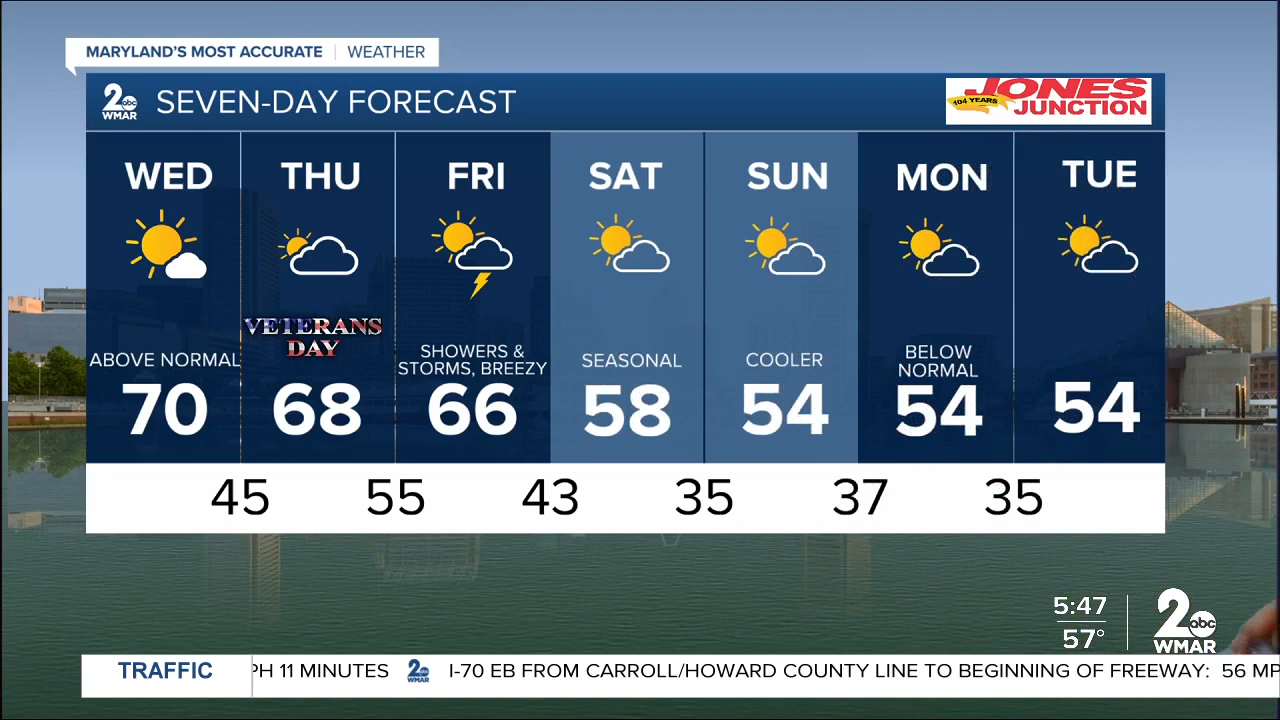 MARYLAND'S MOST ACCURATE | WEATHER
2 abc WMAR
SEVEN-DAY FORECAST
JONES
104 YEARS
JUNCTION
WED THU FRI SAT SUN MON TUE
VETERANS
DAY
ABOVE NORMAL
SHOWERS &
STORMS, BREEZY
SEASONAL
COOLER
BELOW
NORMAL
70 68 66 58 54 54 54
45 55 43 35 37 35
5:47
57°
2 abc
WMAR
TRAFFIC
PH 11 MINUTES 2 abc WMAR I-70 EB FROM CARROLL/HOWARD COUNTY LINE TO BEGINNING OF FREEWAY: 56 MP